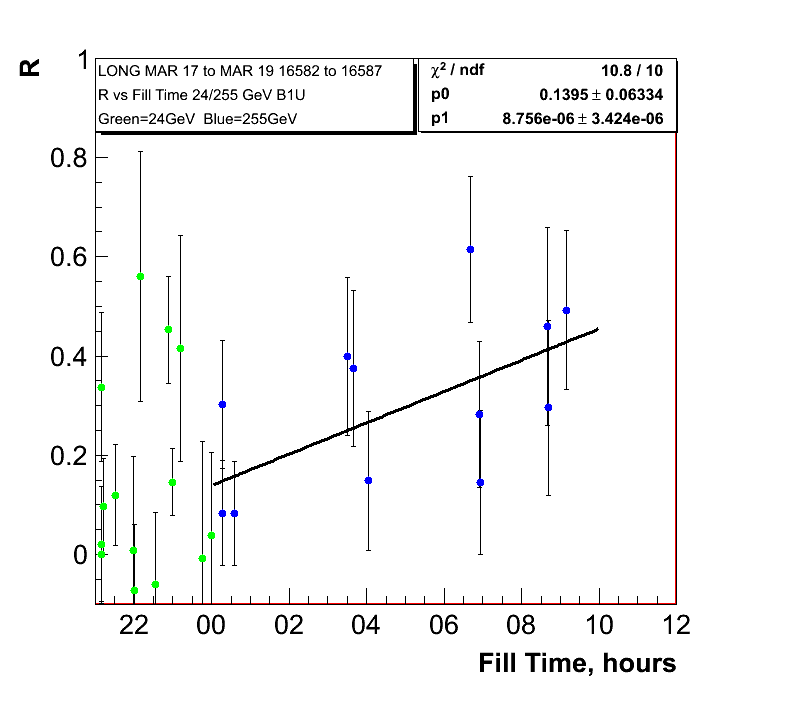 R
LONG MAR 17 to MAR 19 16582 to 16587
R vs Fill Time 24/255 GeV B1U
Green=24GeV  Blue=255GeV
χ² / ndf 10.8 / 10
p0 0.1395 ± 0.06334
p1 8.756e-06 ± 3.424e-06
1
0.8
0.6
0.4
0.2
0
22 00 02 04 06 08 10 12
Fill Time, hours